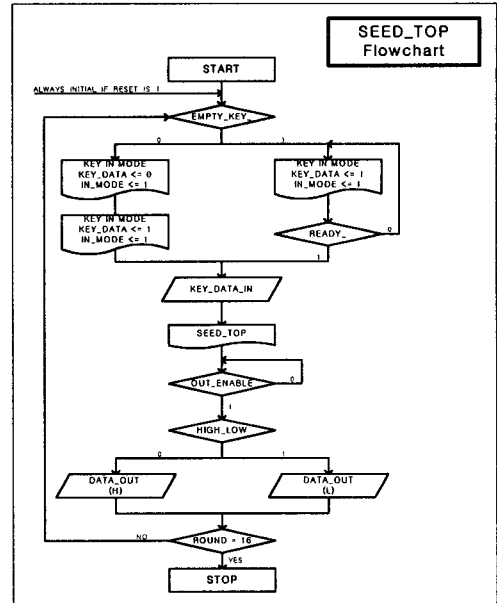 SEED_TOP
Flowchart
START
ALWAYS INITIAL IF RESET IS 1
EMPTY_KEY_
0
1
KEY IN MODE
KEY_DATA <= 0
IN_MODE <= 1
KEY IN MODE
KEY_DATA <= 1
IN_MODE <= 1
KEY IN MODE
KEY_DATA <= 1
IN_MODE <= 1
READY_
0
1
KEY_DATA_IN
SEED_TOP
OUT_ENABLE
0
1
HIGH_LOW
0
1
DATA_OUT
(H)
DATA_OUT
(L)
NO
ROUND = 16
YES
STOP